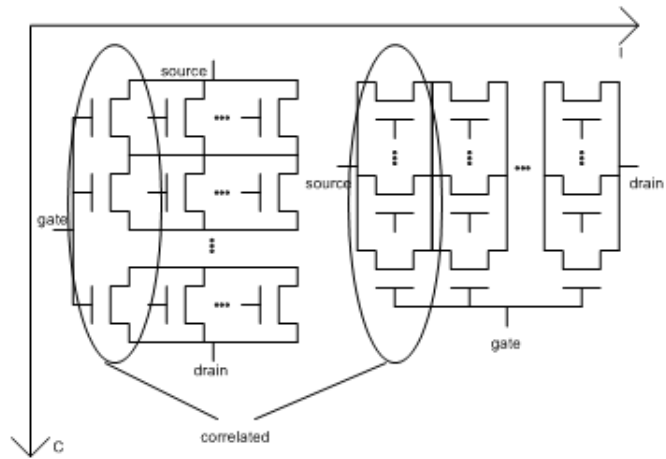 I
source
source
drain
gate
gate
drain
correlated
C